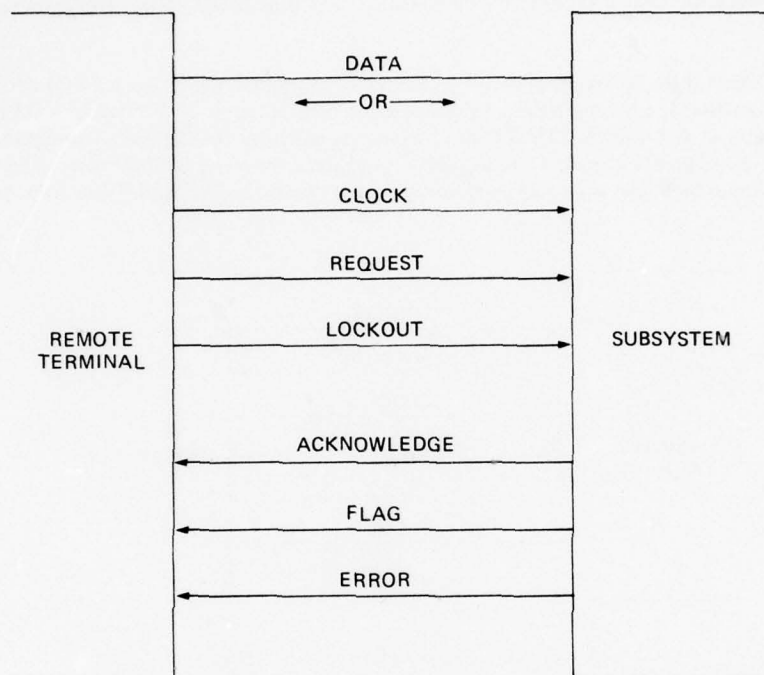 DATA
OR
CLOCK
REQUEST
REMOTE
TERMINAL
LOCKOUT
SUBSYSTEM
ACKNOWLEDGE
FLAG
ERROR